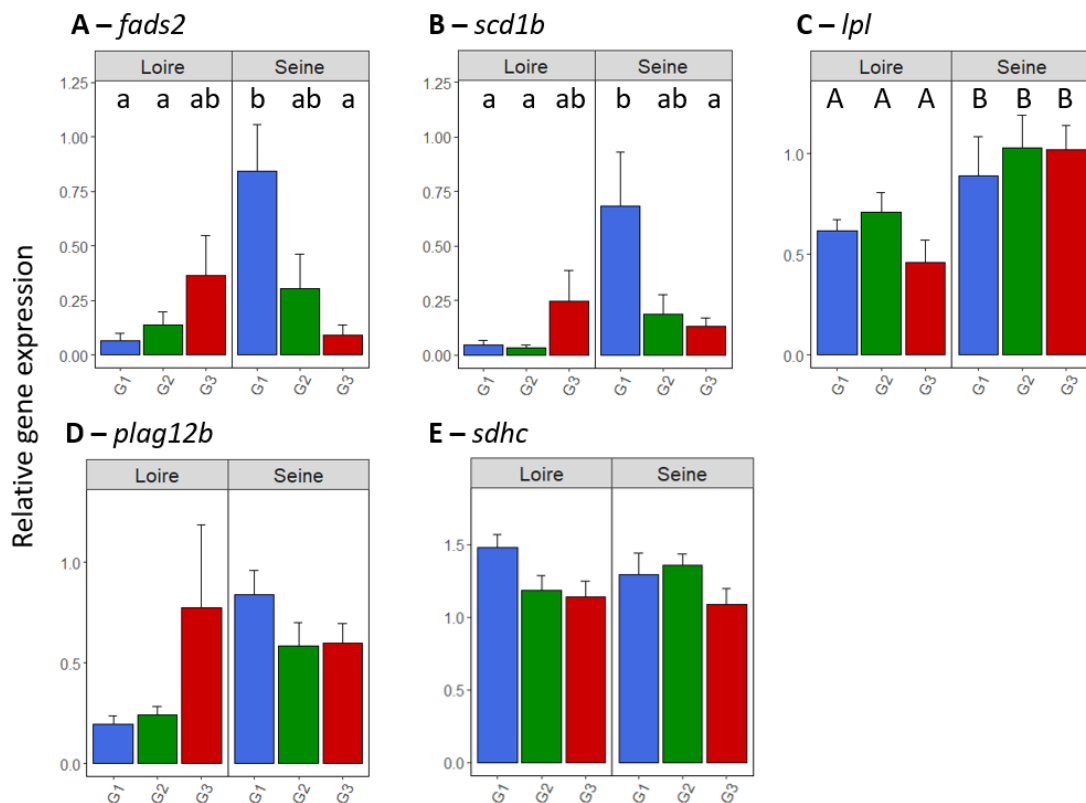 A – fads2
B – scd1b
C – lpl
Loire Seine
Loire Seine
Loire Seine
a a ab b ab a
a a ab b ab a
A A A B B B
1.25
1.00
0.75
0.50
0.25
0.00
1.25
1.00
0.75
0.50
0.25
0.00
1.0
0.5
0.0
G1 G2 G3 G1 G2 G3
G1 G2 G3 G1 G2 G3
G1 G2 G3 G1 G2 G3
Relative gene expression
D – plag12b
E – sdhc
Loire Seine
Loire Seine
1.0
0.5
0.0
1.5
1.0
0.5
0.0
G1 G2 G3 G1 G2 G3
G1 G2 G3 G1 G2 G3